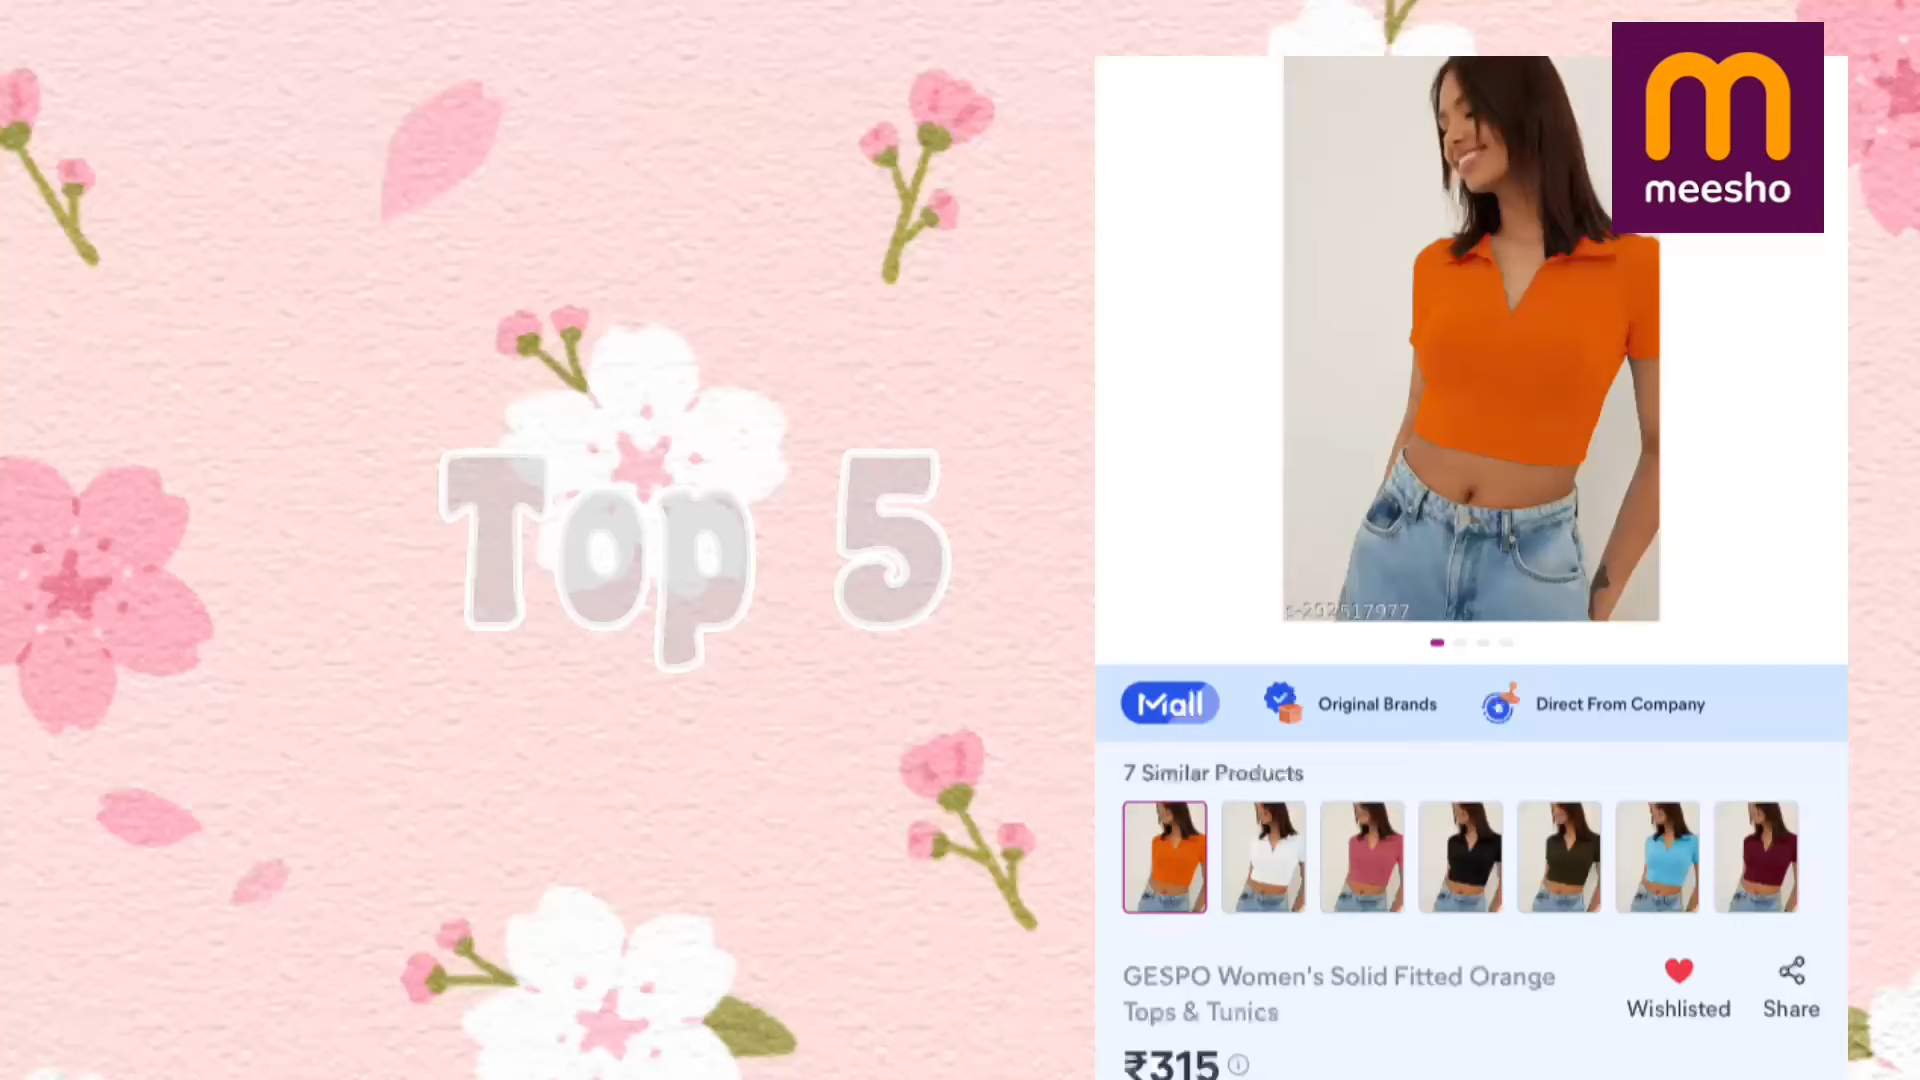 meesho
Top 5
s-292517977
Mall
Original Brands
Direct From Company
7 Similar Products
GESPO Women's Solid Fitted Orange
Tops & Tunics
Wishlisted
Share
₹315